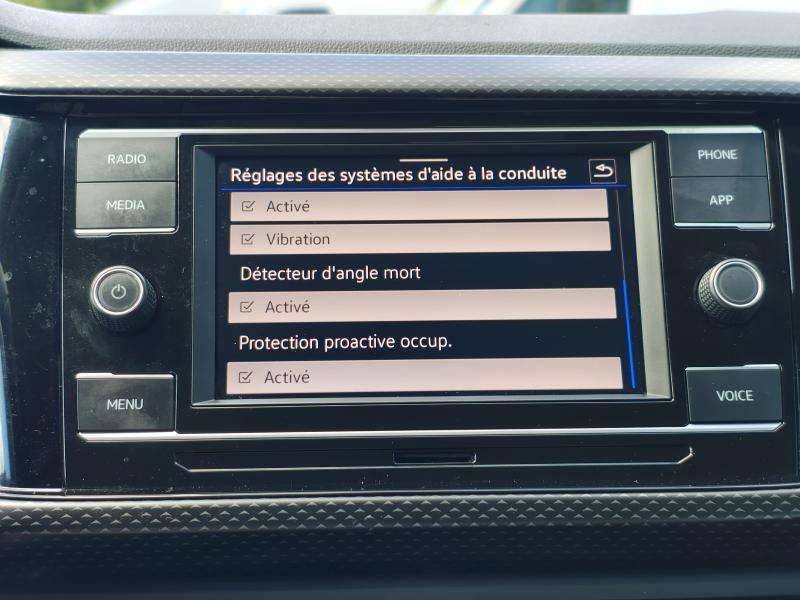 RADIO
MEDIA
MENU
Réglages des systèmes d'aide à la conduite
Activé
Vibration
Détecteur d'angle mort
Activé
Protection proactive occup.
Activé
PHONE
APP
VOICE